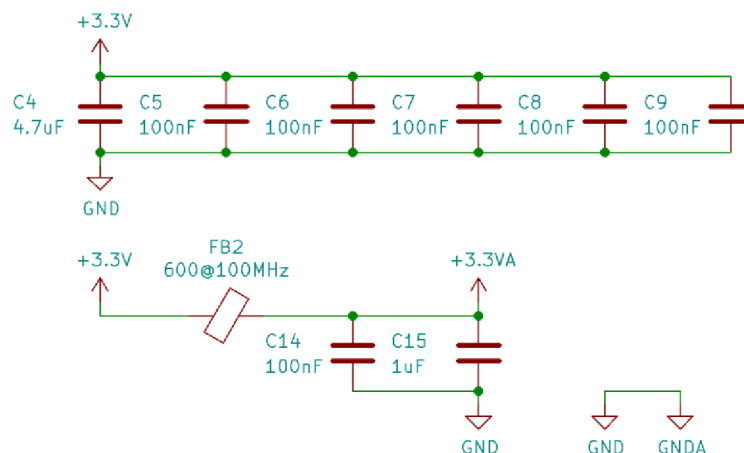 +3.3V
C4 C5 C6 C7 C8 C9
4.7uF 100nF 100nF 100nF 100nF 100nF
GND
FB2
+3.3V 600@100MHz +3.3VA
C14 C15
100nF 1uF
GND GND GNDA